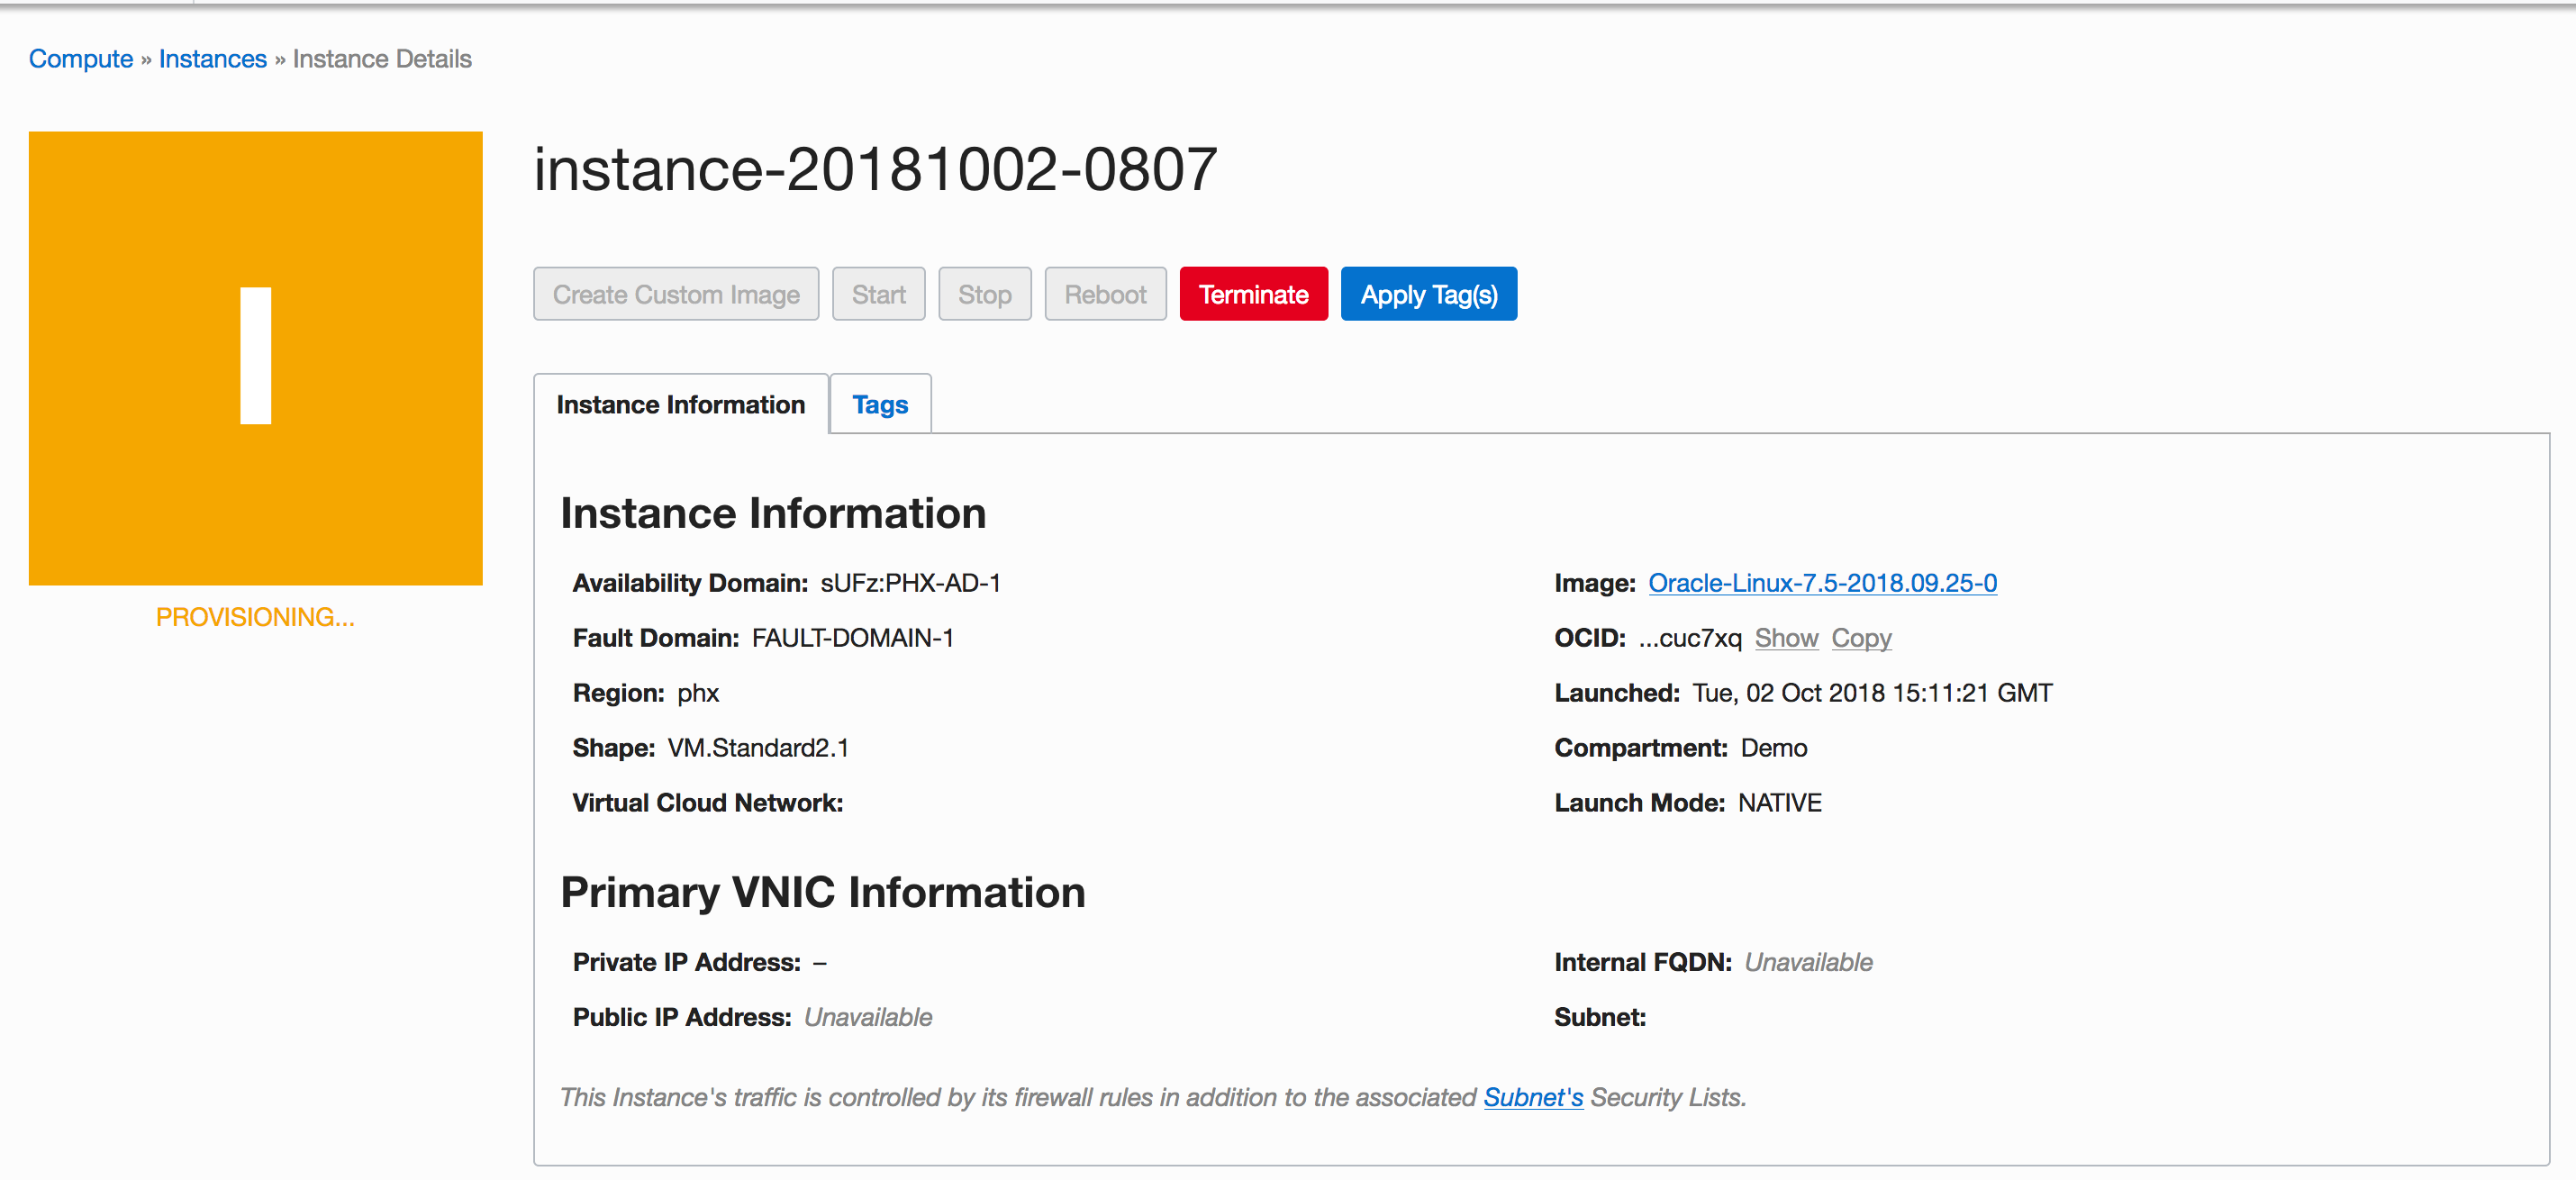 Compute » Instances » Instance Details
I
PROVISIONING...
instance-20181002-0807
Create Custom Image Start Stop Reboot Terminate Apply Tag(s)
Instance Information Tags
Instance Information
Availability Domain: sUFz:PHX-AD-1
Fault Domain: FAULT-DOMAIN-1
Region: phx
Shape: VM.Standard2.1
Virtual Cloud Network:
Image: Oracle-Linux-7.5-2018.09.25-0
OCID: ...cuc7xq Show Copy
Launched: Tue, 02 Oct 2018 15:11:21 GMT
Compartment: Demo
Launch Mode: NATIVE
Primary VNIC Information
Private IP Address: –
Public IP Address: Unavailable
Internal FQDN: Unavailable
Subnet:
This Instance's traffic is controlled by its firewall rules in addition to the associated Subnet's Security Lists.